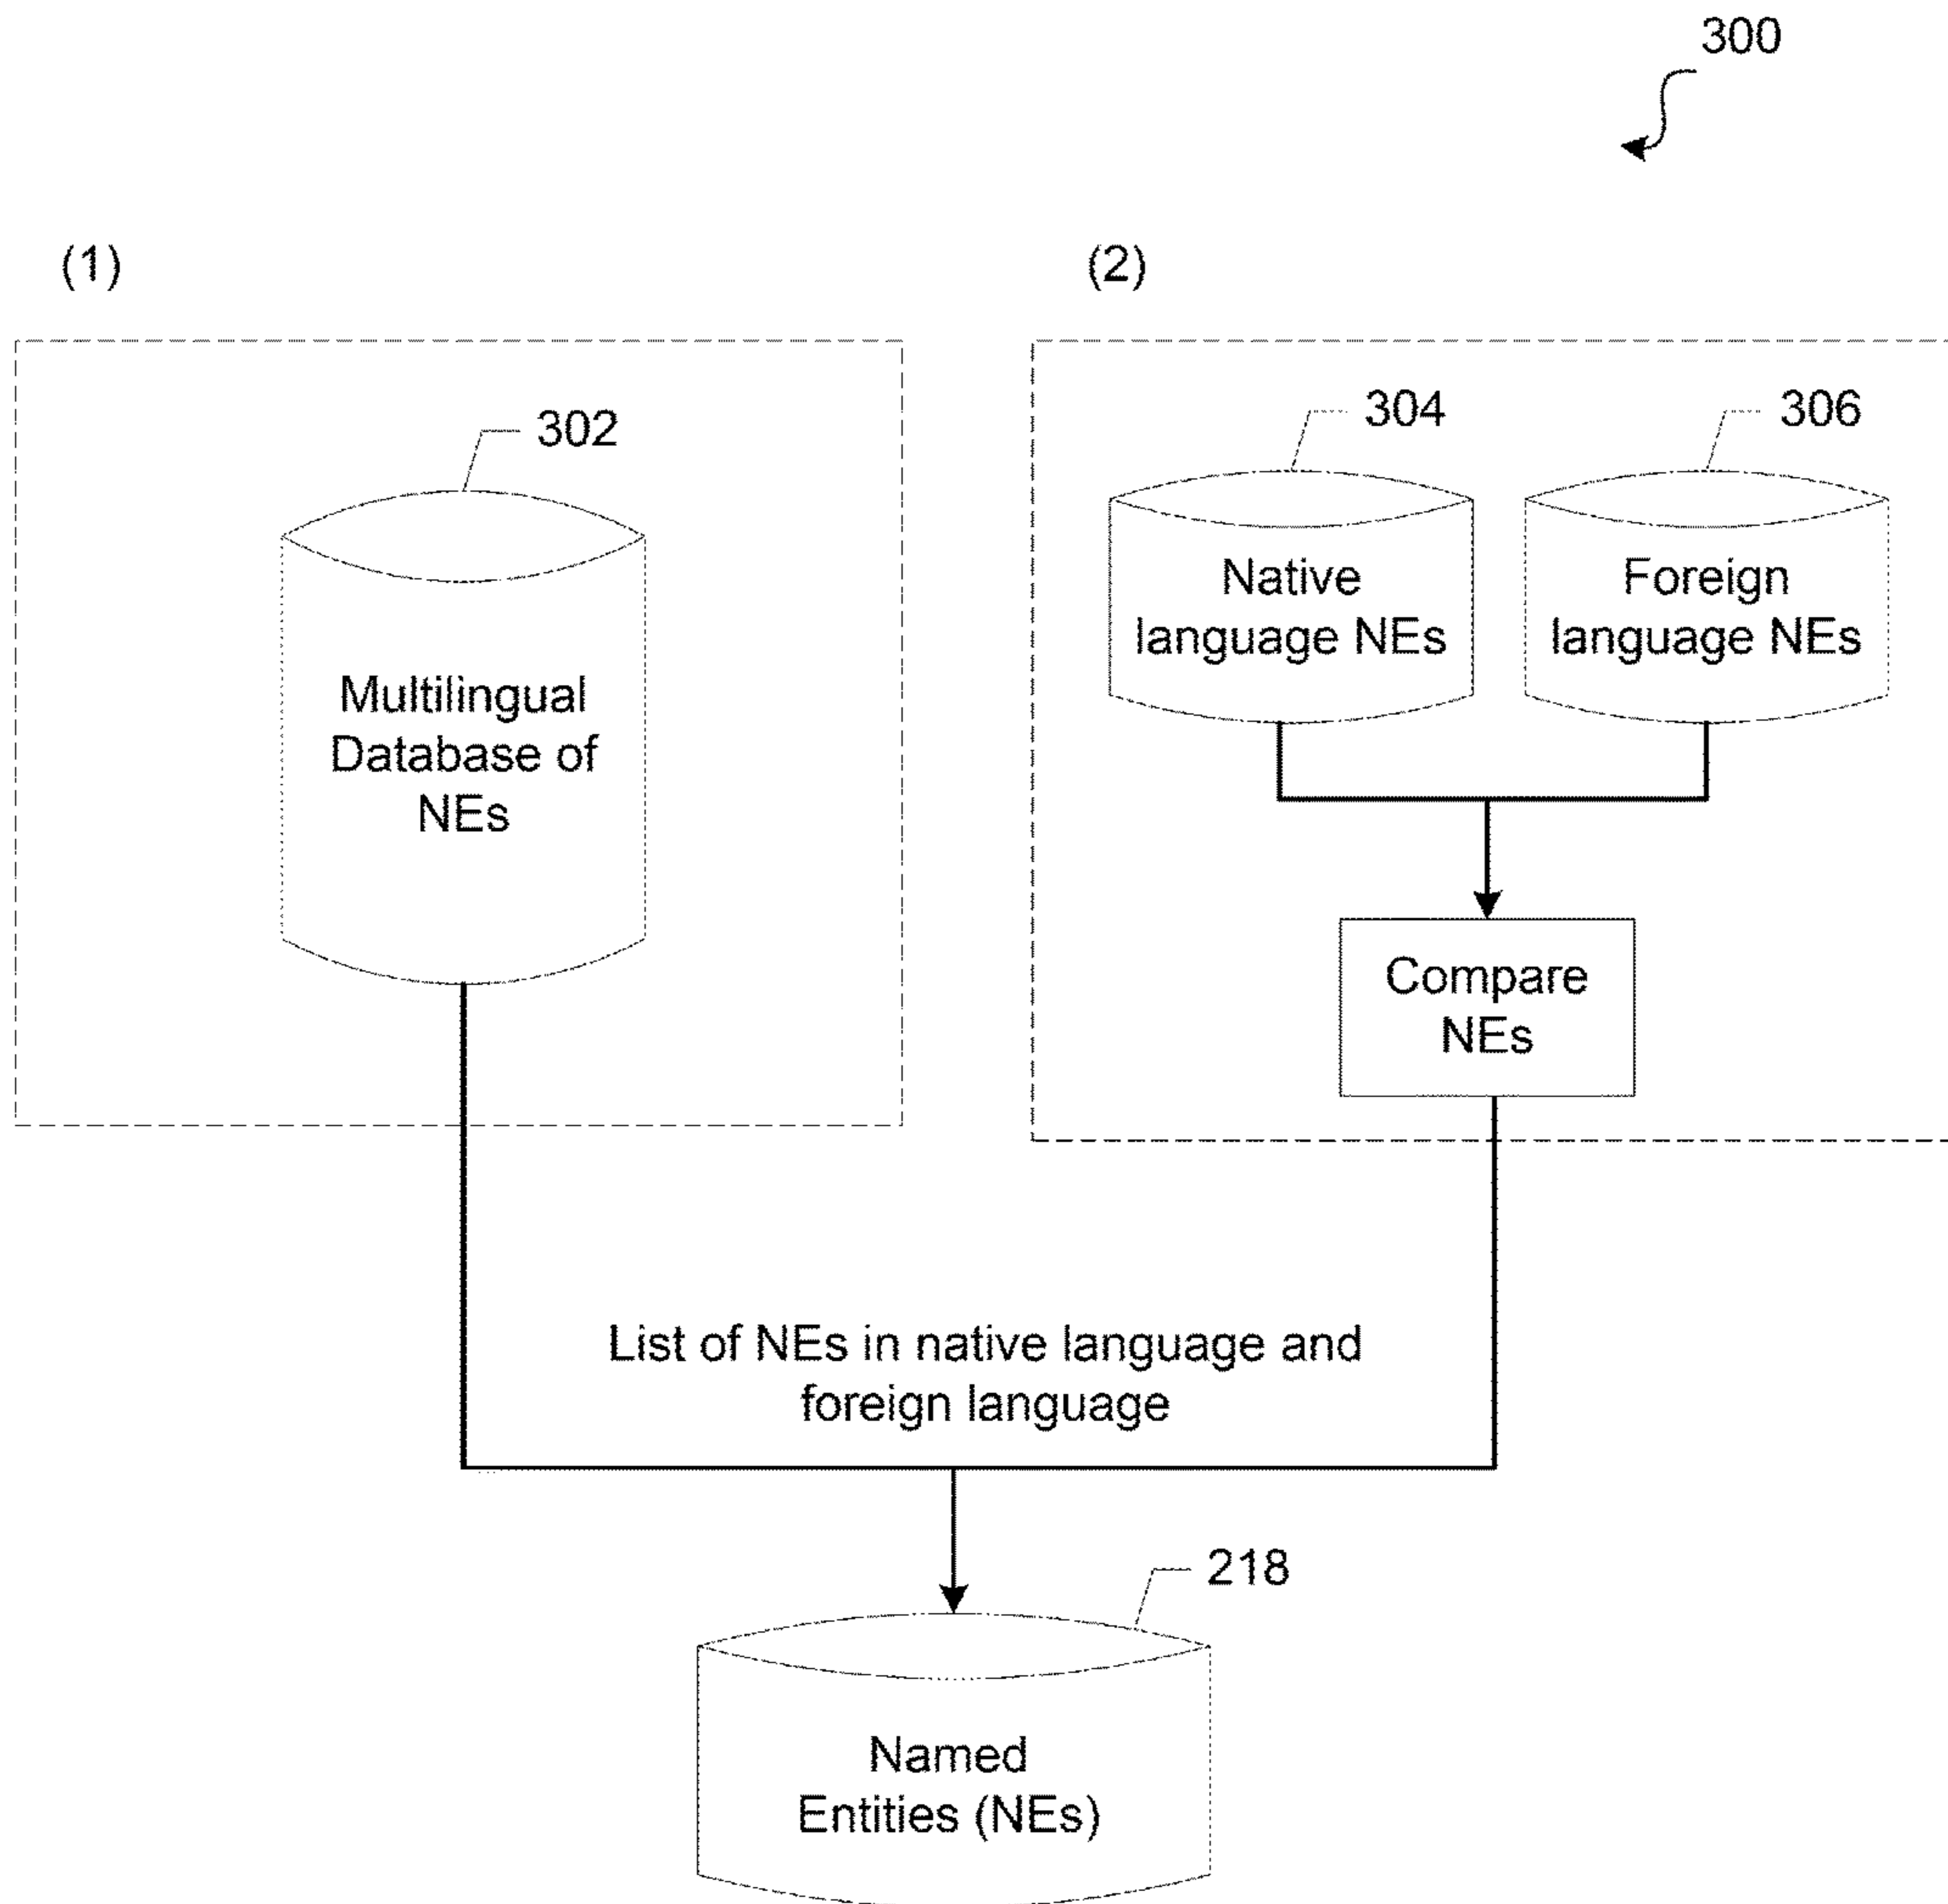 300
(1)
(2)
302
304
306
Multilingual
Database of
NEs
Native
language NEs
Foreign
language NEs
Compare
NEs
List of NEs in native language and
foreign language
218
Named
Entities (NEs)